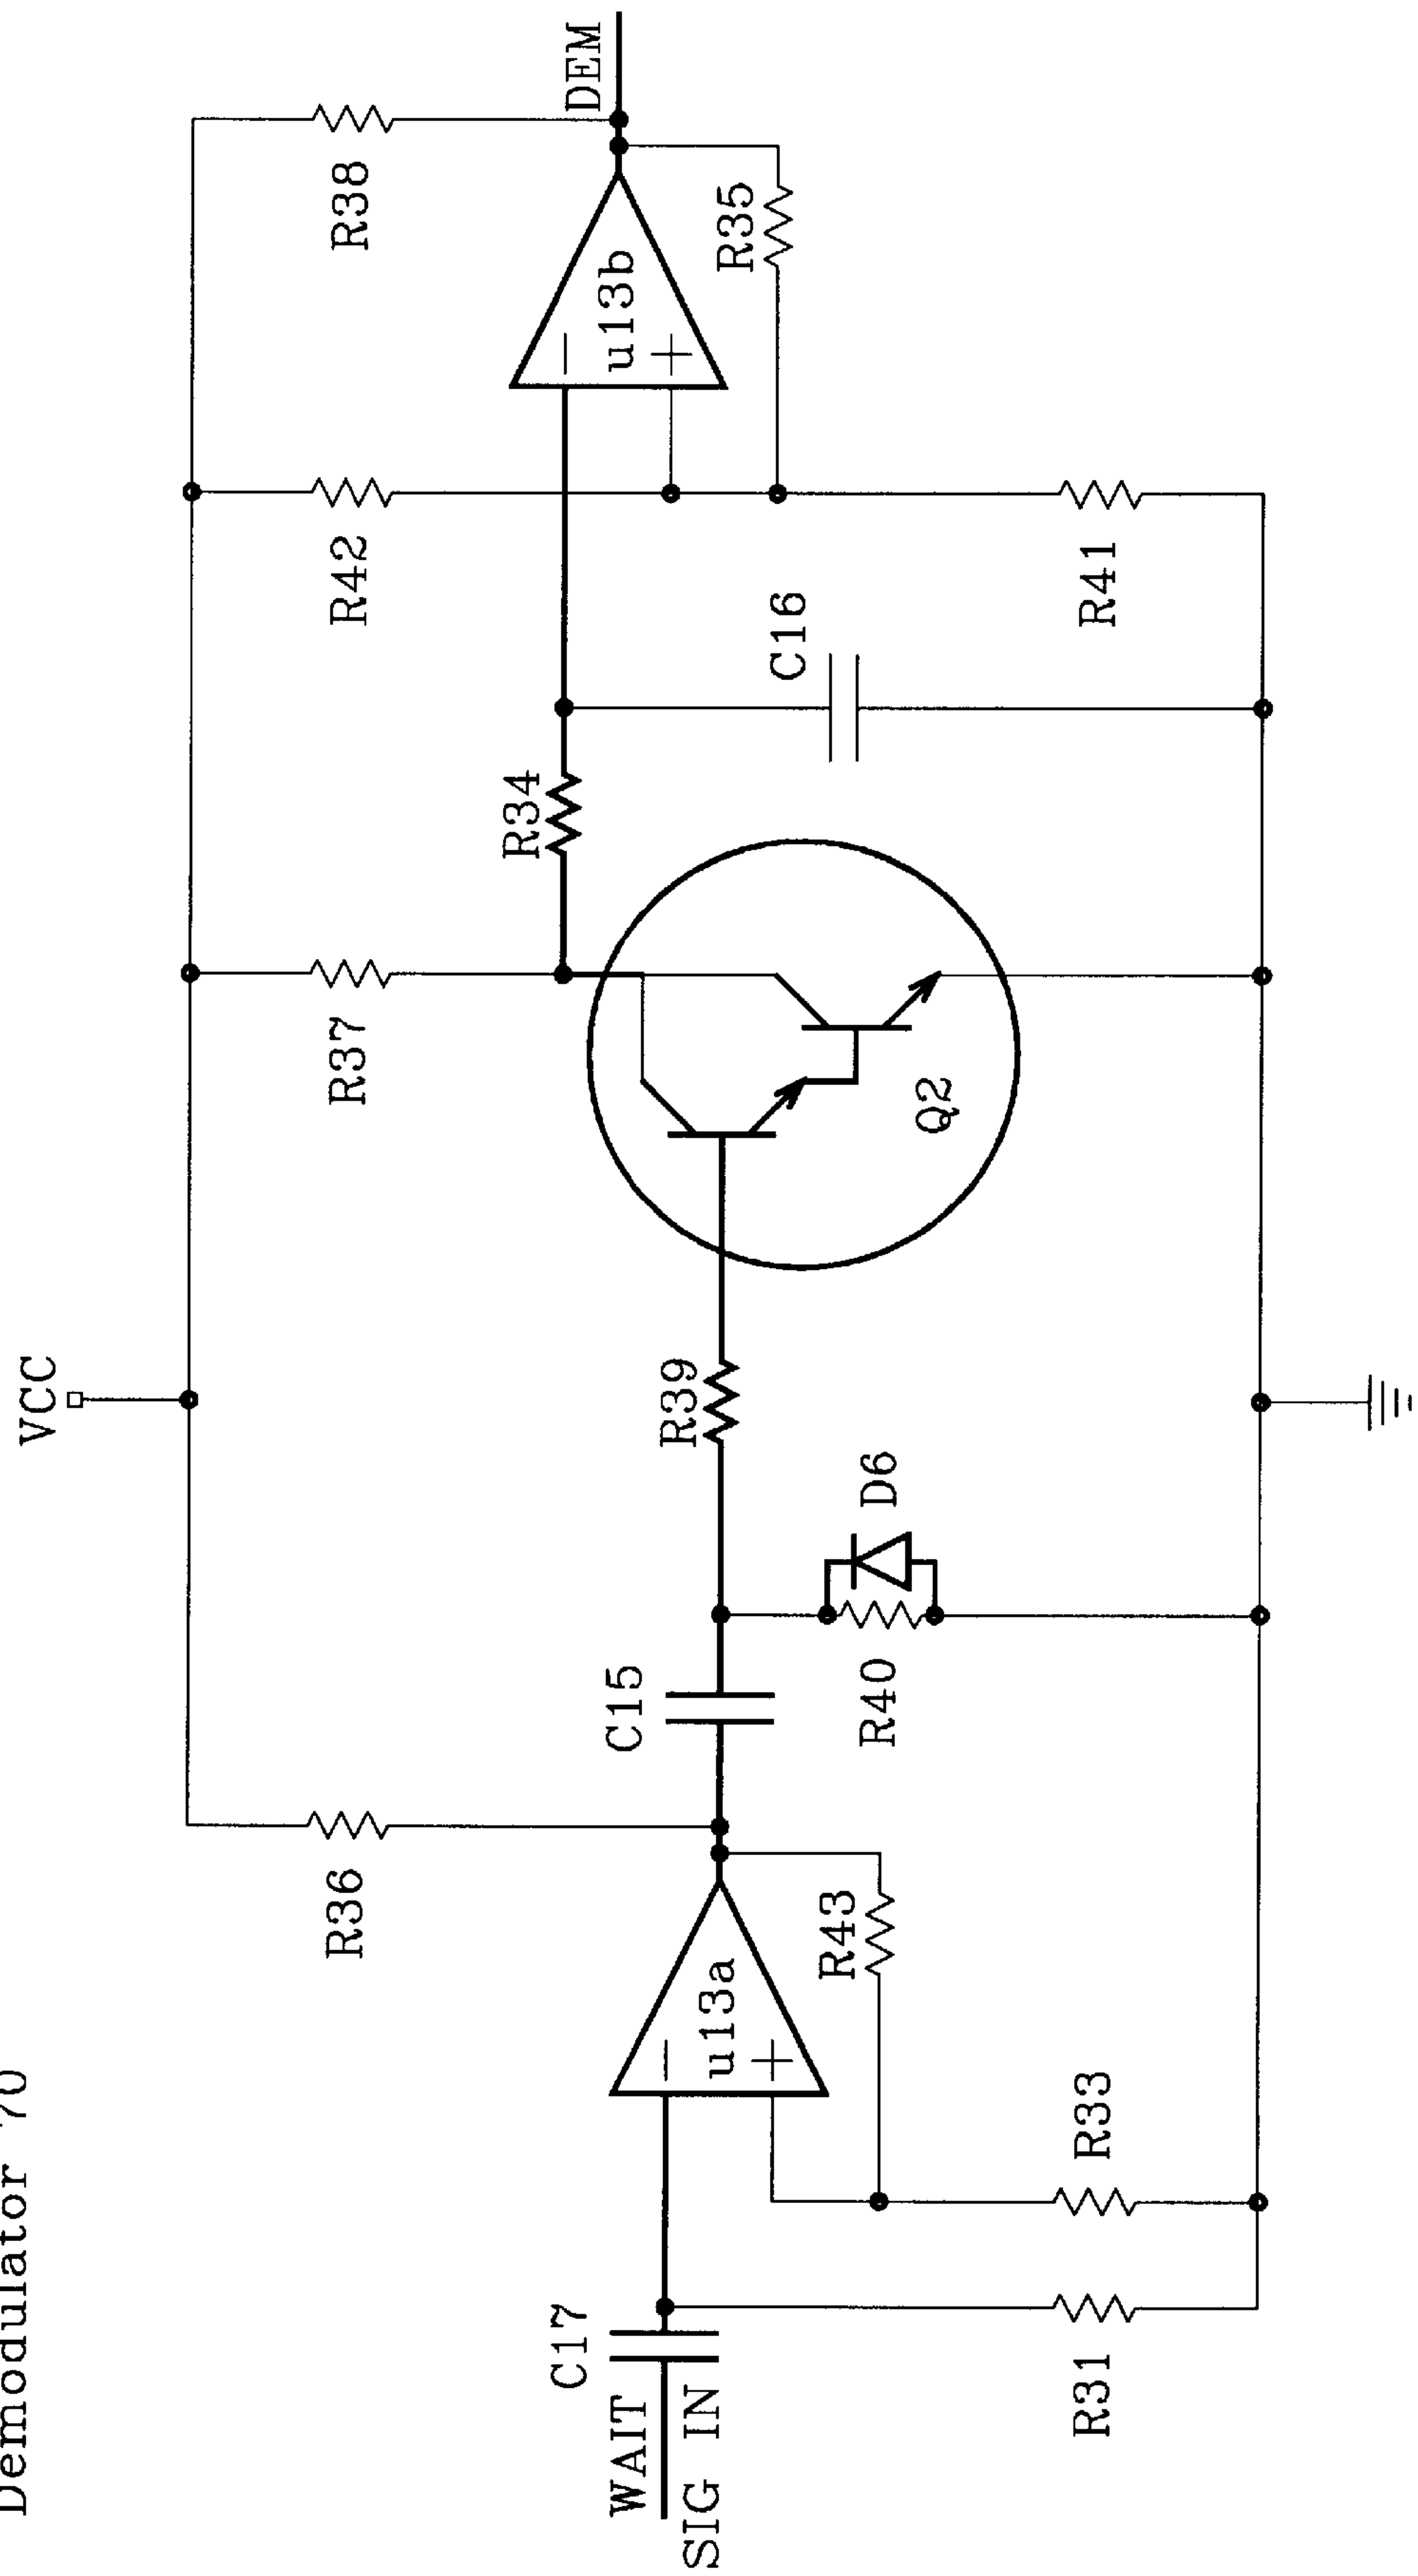 Demodulator 70
VCC
R36
R37
R42
R38
C17
WAIT
SIG IN
u13a
R43
C15
R39
R40
D6
Q2
R34
C16
u13b
R35
DEM
R31
R33
R41